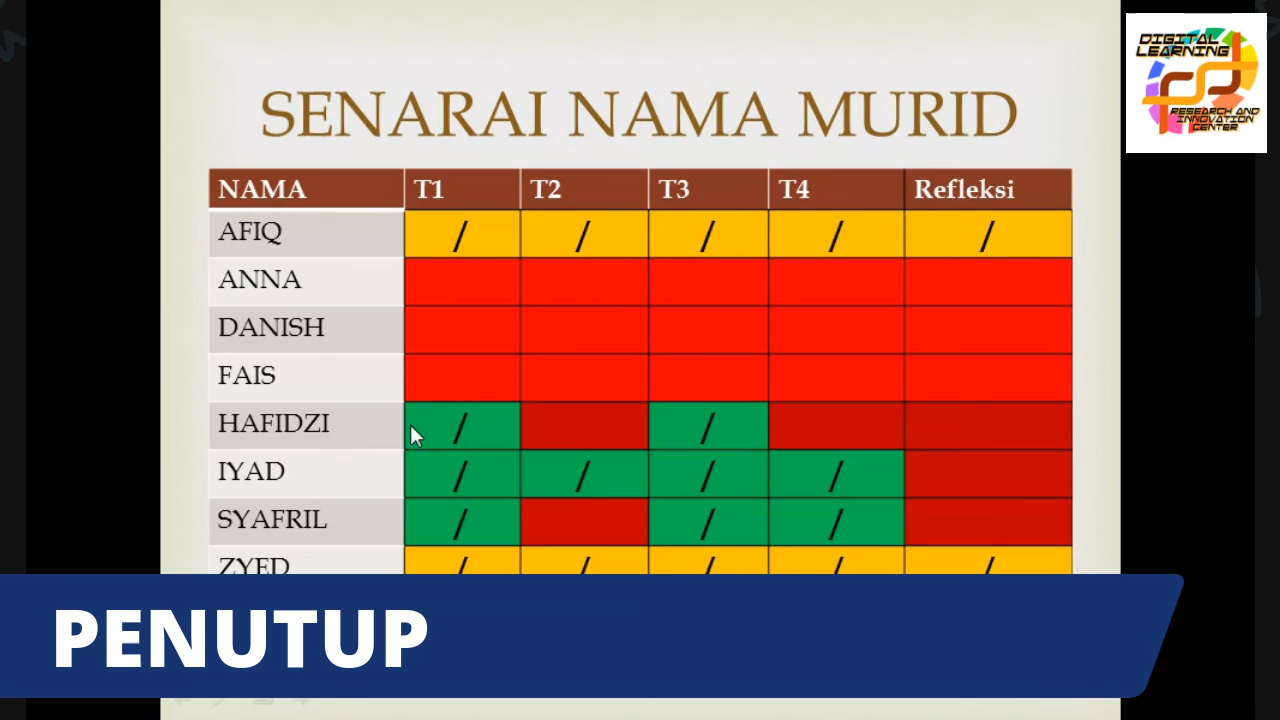 DIGITAL
LEARNING
RESEARCH AND
INNOVATION
CENTER
SENARAI NAMA MURID
NAMA T1 T2 T3 T4 Refleksi
AFIQ / / / / /
ANNA
DANISH
FAIS
HAFIDZI / /
IYAD / / / /
SYAFRIL / / /
ZYED / / / / /
PENUTUP